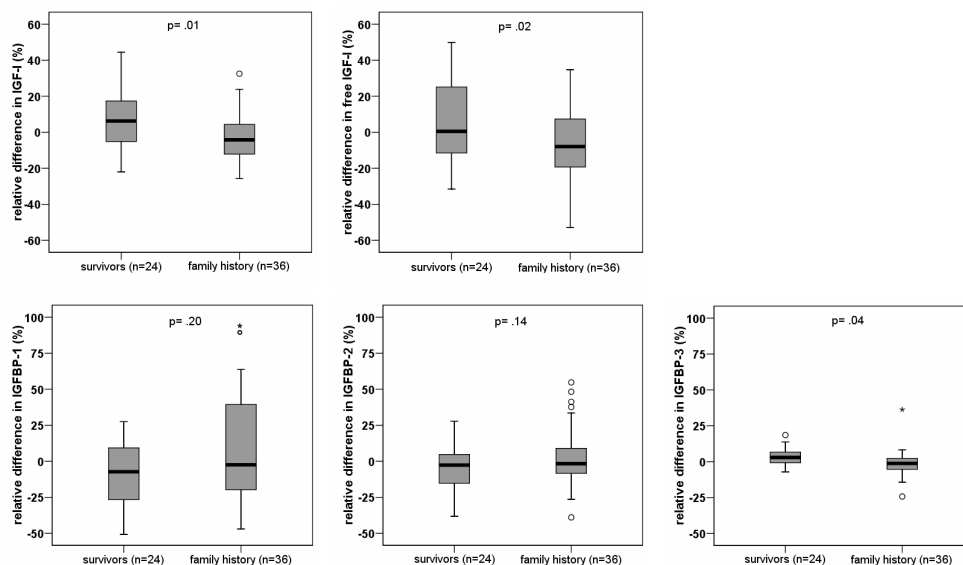 p= .01
relative difference in IGF-I (%)
60
40
20
0
-20
-40
-60
survivors (n=24) family history (n=36)
p= .02
relative difference in free IGF-I (%)
60
40
20
0
-20
-40
-60
survivors (n=24) family history (n=36)
p= .20
relative difference in IGFBP-1 (%)
100
75
50
25
0
-25
-50
survivors (n=24) family history (n=36)
p= .14
relative difference in IGFBP-2 (%)
100
75
50
25
0
-25
-50
survivors (n=24) family history (n=36)
p= .04
relative difference in IGFBP-3 (%)
100
75
50
25
0
-25
-50
survivors (n=24) family history (n=36)